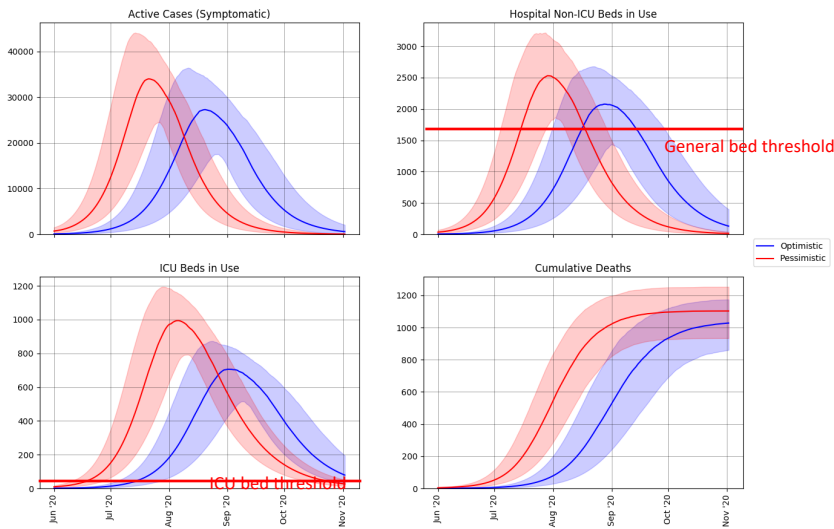 Active Cases (Symptomatic)
40000
30000
20000
10000
0
Hospital Non-ICU Beds in Use
3000
2500
2000
1500
1000
500
0
General bed threshold
Optimistic
Pessimistic
ICU Beds in Use
1200
1000
800
600
400
200
0
ICU bed threshold
Jun '20
Jul '20
Aug '20
Sep '20
Oct '20
Nov '20
Cumulative Deaths
1200
1000
800
600
400
200
0
Jun '20
Jul '20
Aug '20
Sep '20
Oct '20
Nov '20